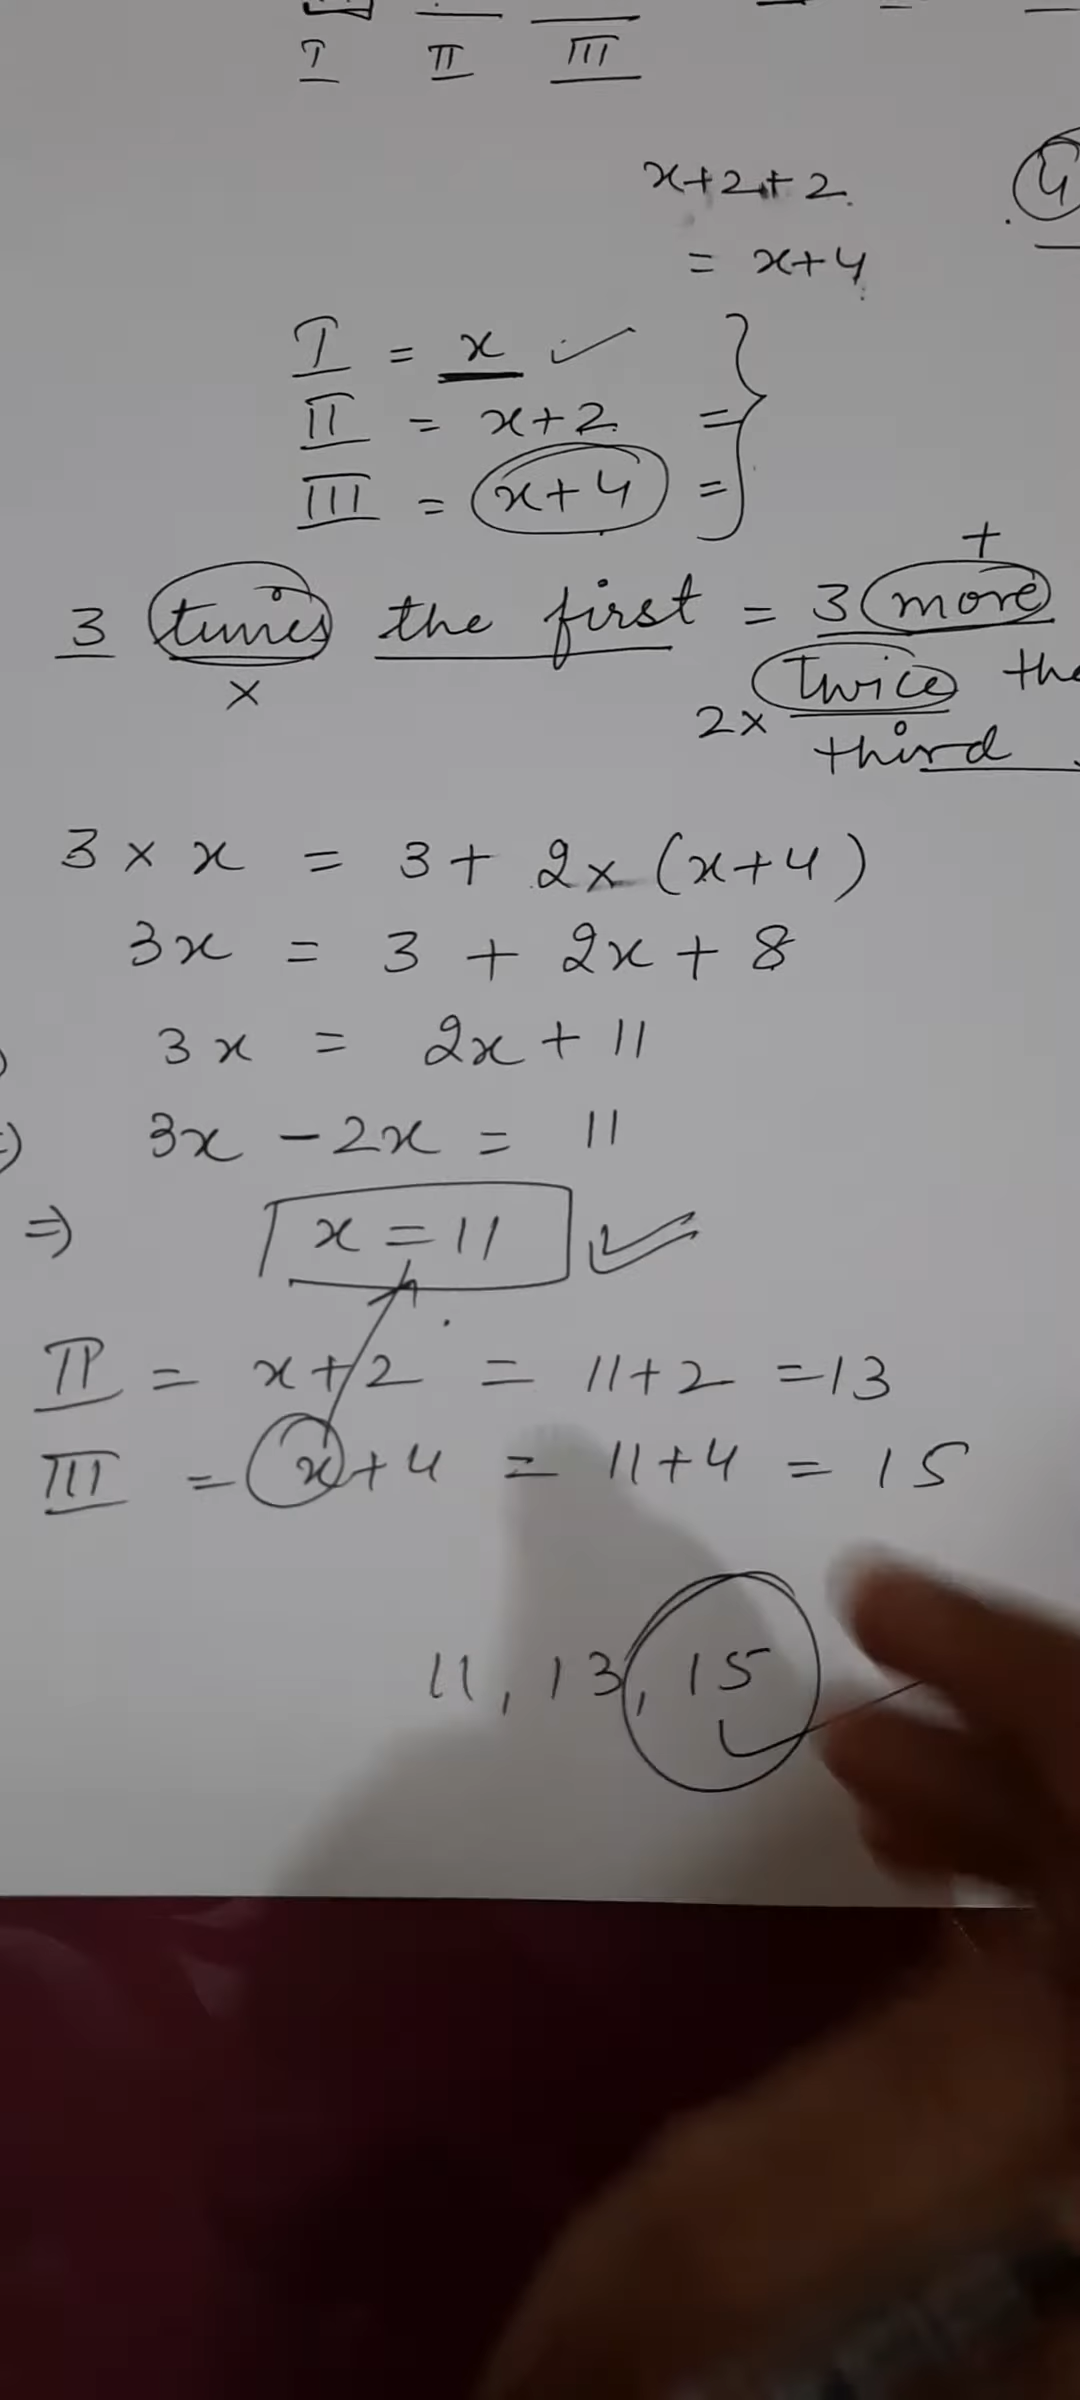 I II III
x+2+2
= x+4
4
I = x ✓
II = x+2 =
III = x+4 =
+
3 times the first = 3 more
x
twice the
2x
third
3 × x = 3 + 2x (x+4)
3x = 3 + 2x + 8
3x = 2x + 11
3x - 2x = 11
⇒ x = 11 ✓
II = x+2 = 11+2 = 13
III = x+4 = 11+4 = 15
11, 13, 15